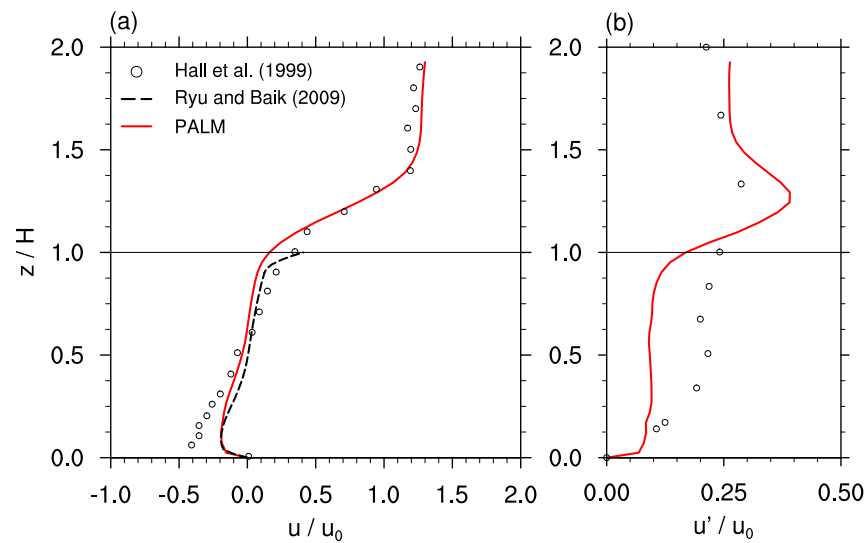 (a)
(b)
Hall et al. (1999)
Ryu and Baik (2009)
PALM
z / H
2.0
1.5
1.0
0.5
0.0
-1.0 -0.5 0.0 0.5 1.0 1.5 2.0
u / u₀
2.0
1.5
1.0
0.5
0.0
0.00 0.25 0.50
u' / u₀